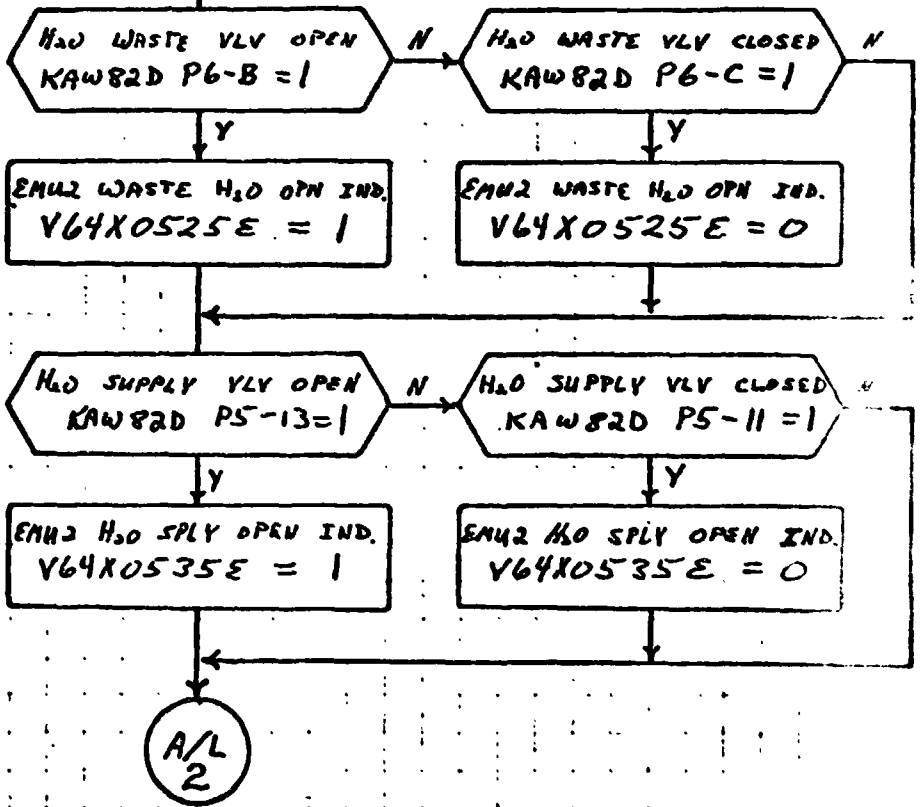 H2O WASTE VLV OPEN
KAW82D P6-B = 1
N
H2O WASTE VLV CLOSED
KAW82D P6-C = 1
N
Y
Y
EMU2 WASTE H2O OPN IND.
V64X0525E = 1
EMU2 WASTE H2O OPN IND.
V64X0525E = 0
H2O SUPPLY VLV OPEN
KAW82D P5-13=1
N
H2O SUPPLY VLV CLOSED
KAW82D P5-11 = 1
N
Y
Y
EMU2 H2O SPLY OPEN IND.
V64X0535E = 1
EMU2 H2O SPLY OPEN IND.
V64X0535E = 0
A/L
2